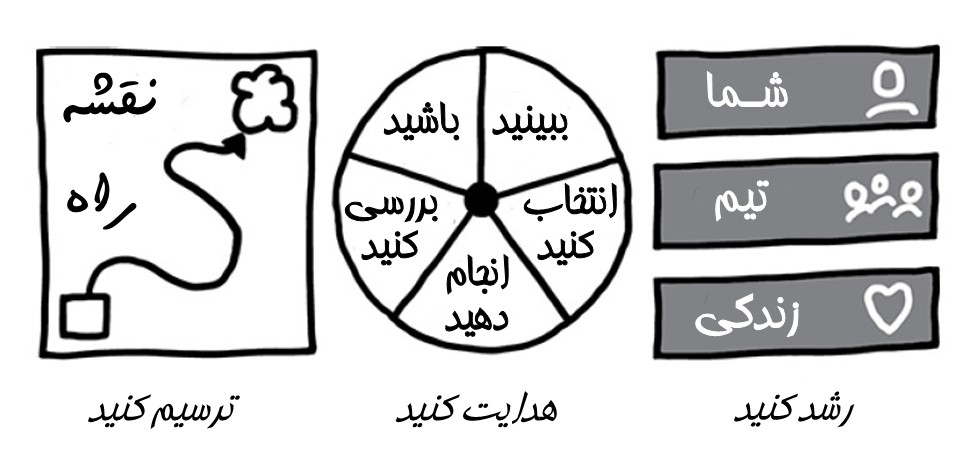 نقشه
راه
ترسیم کنید
ببینید
انتخاب
کنید
انجام
دهید
بررسی
کنید
باشید
هدایت کنید
شما
تیم
زندگی
رشد کنید